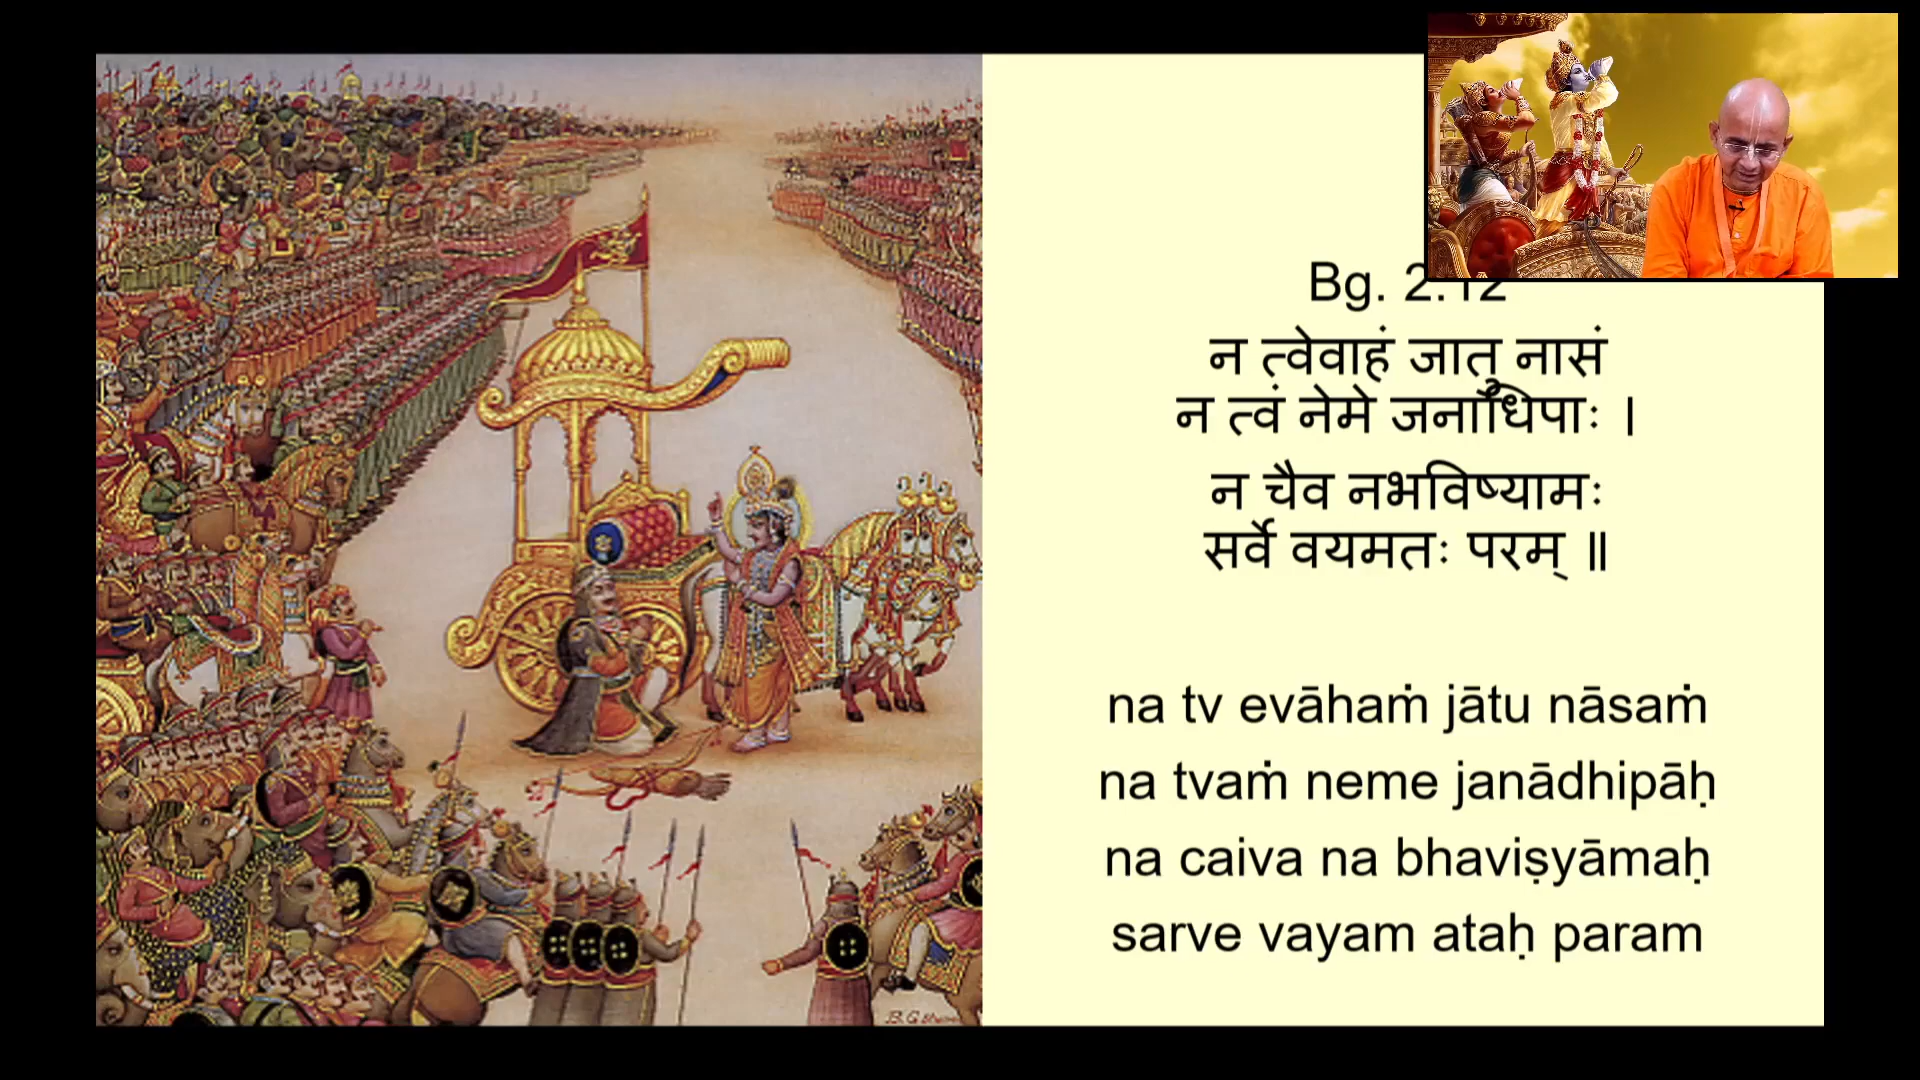 Bg. 2.12
न त्वेवाहं जातु नासं
न त्वं नेमे जनाधिपाः ।
न चैव नभविष्यामः
सर्वे वयमतः परम् ॥
na tv evāhaṁ jātu nāsaṁ
na tvaṁ neme janādhipāḥ
na caiva na bhaviṣyāmaḥ
sarve vayam ataḥ param